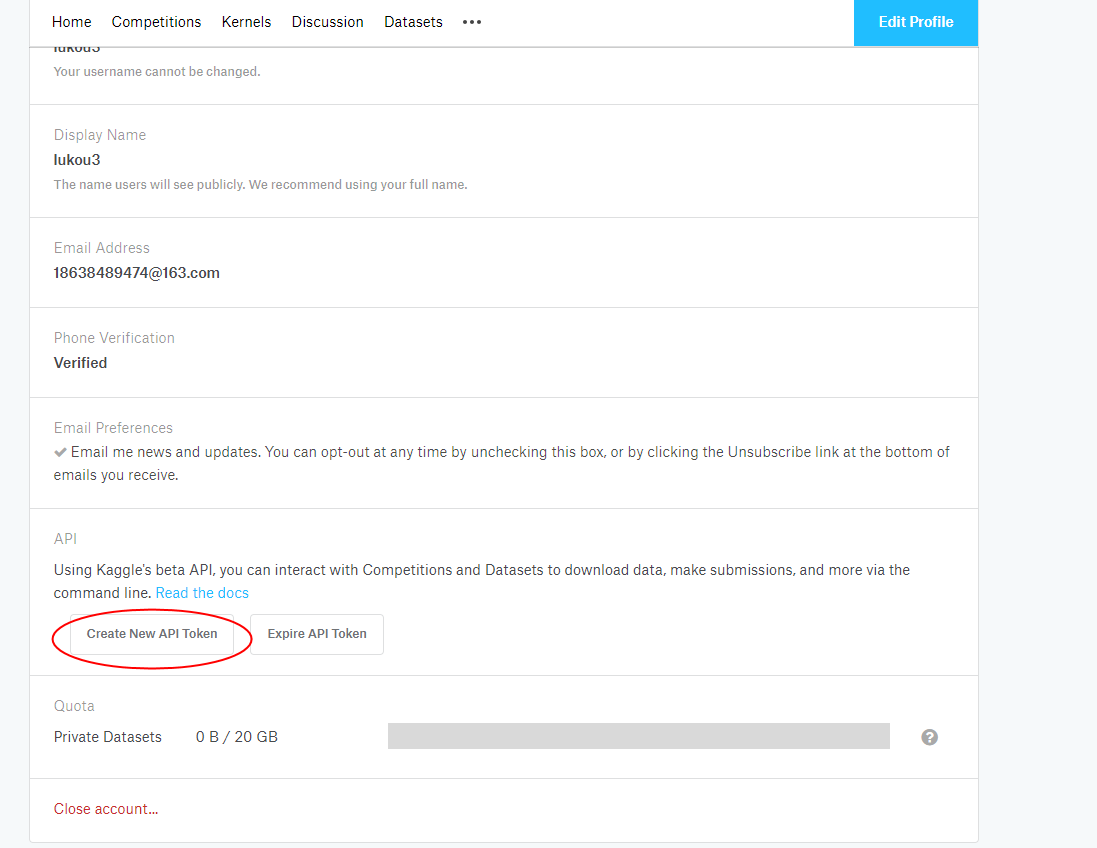 Home Competitions Kernels Discussion Datasets ••• Edit Profile
lukou3
Your username cannot be changed.
Display Name
lukou3
The name users will see publicly. We recommend using your full name.
Email Address
18638489474@163.com
Phone Verification
Verified
Email Preferences
Email me news and updates. You can opt-out at any time by unchecking this box, or by clicking the Unsubscribe link at the bottom of
emails you receive.
API
Using Kaggle's beta API, you can interact with Competitions and Datasets to download data, make submissions, and more via the
command line. Read the docs
Create New API Token Expire API Token
Quota
Private Datasets 0 B / 20 GB ?
Close account...